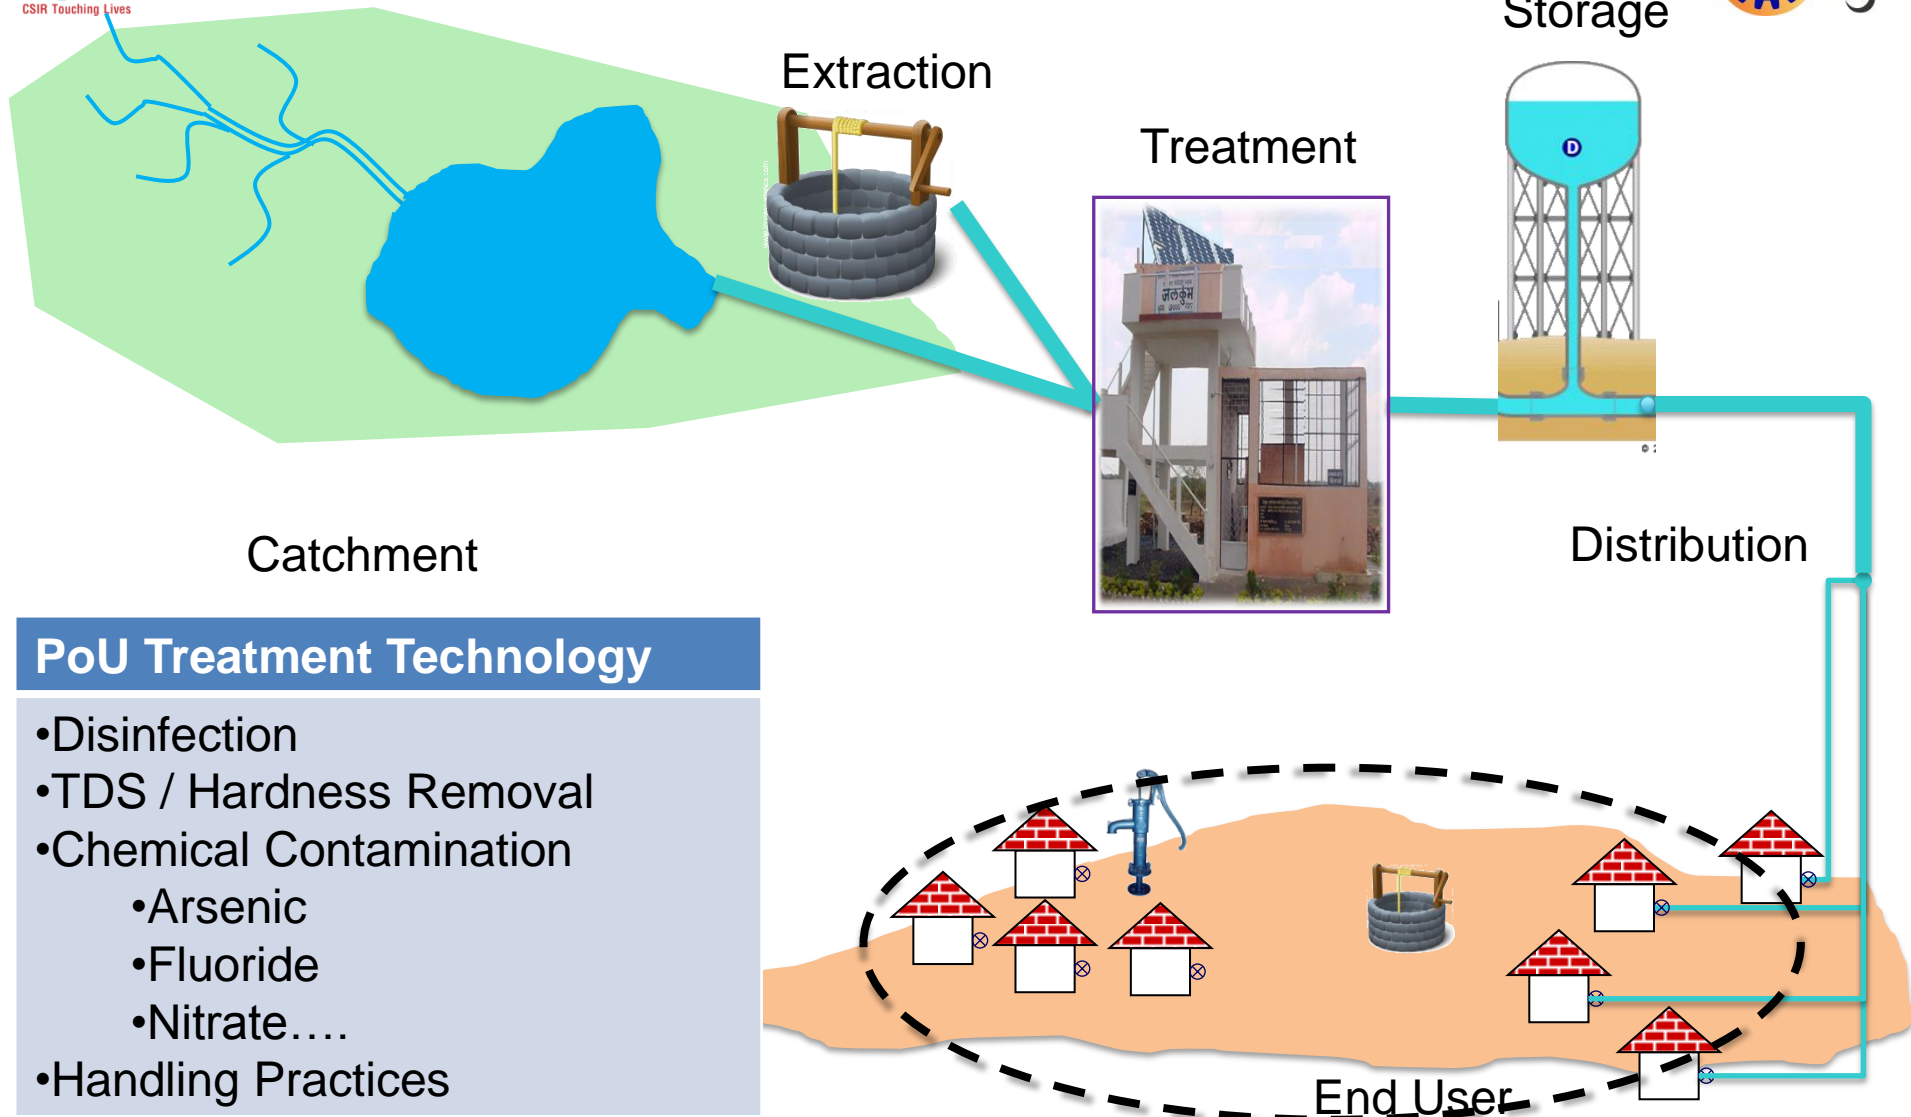 CSIR Touching Lives
Storage
Extraction
Treatment
D
जलकुंभ
Catchment
Distribution
PoU Treatment Technology
•Disinfection
•TDS / Hardness Removal
•Chemical Contamination
•Arsenic
•Fluoride
•Nitrate….
•Handling Practices
End User